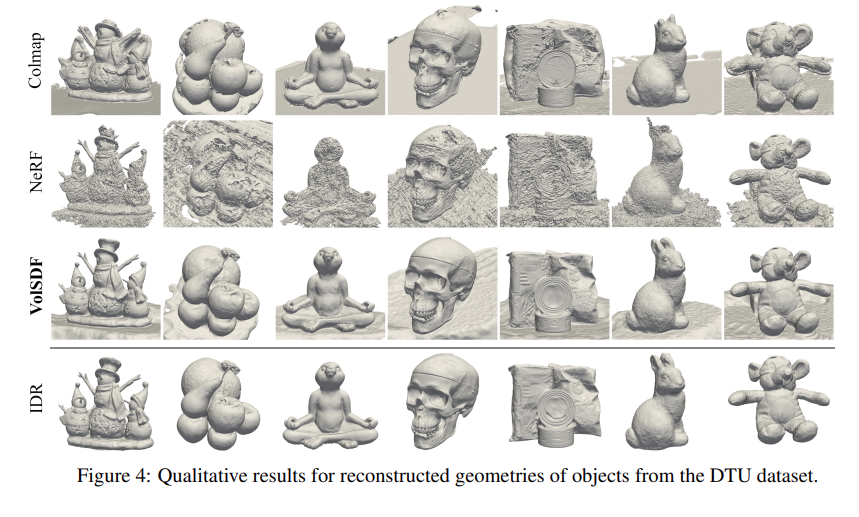 Colmap
NeRF
VolSDF
IDR
Figure 4: Qualitative results for reconstructed geometries of objects from the DTU dataset.